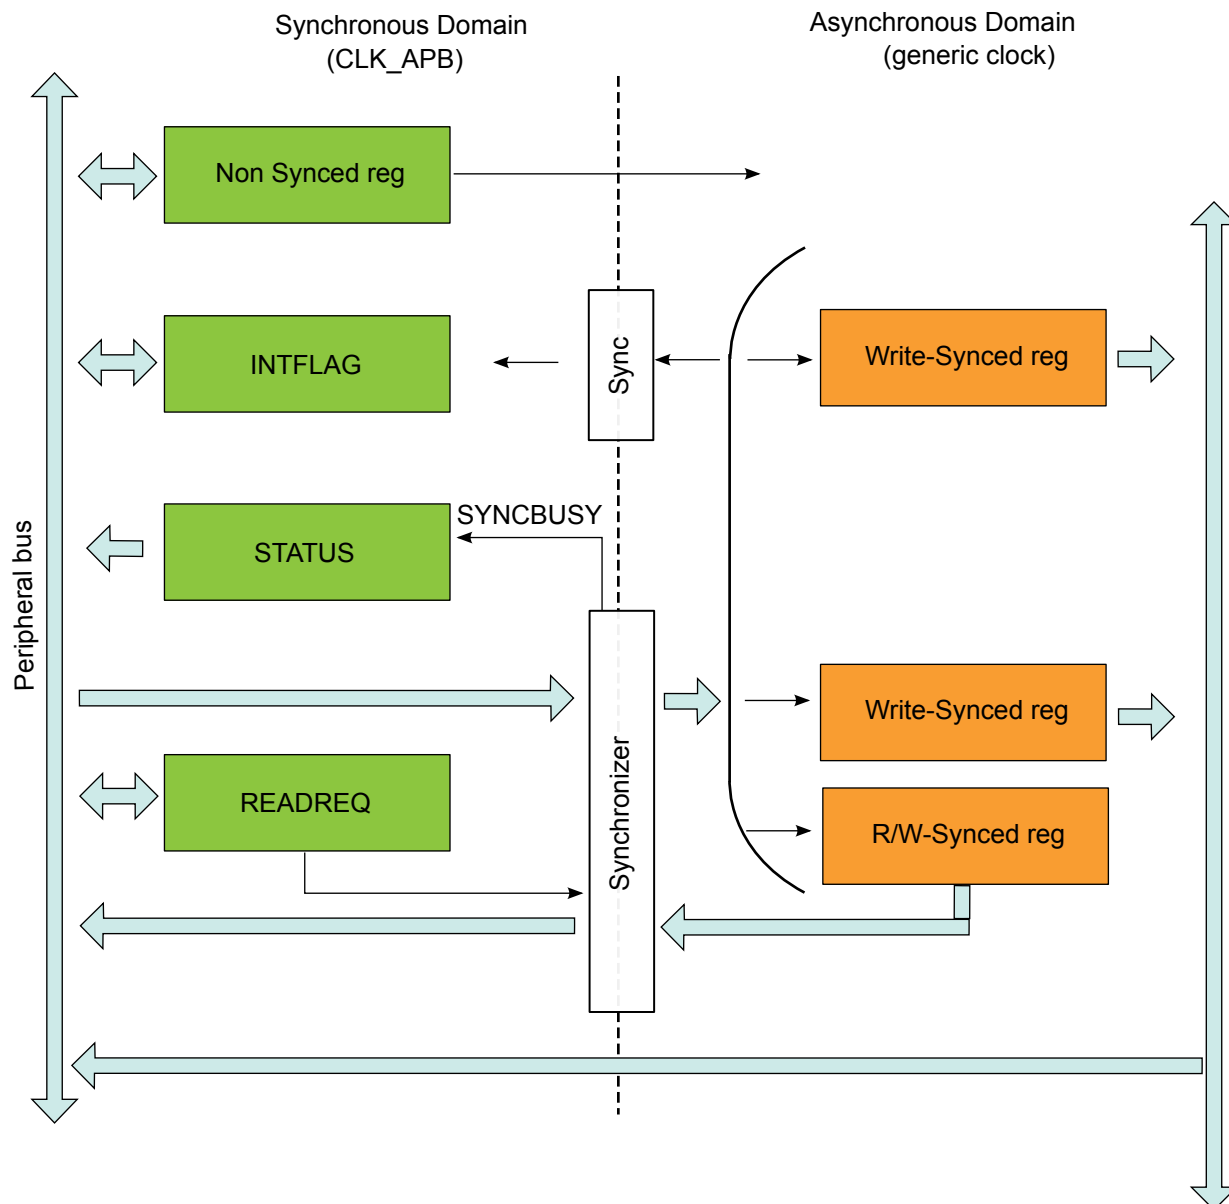 Synchronous Domain
(CLK_APB)
Asynchronous Domain
(generic clock)
Non Synced reg
INTFLAG
Sync
Write-Synced reg
SYNCBUSY
STATUS
Peripheral bus
Write-Synced reg
Synchronizer
READREQ
R/W-Synced reg